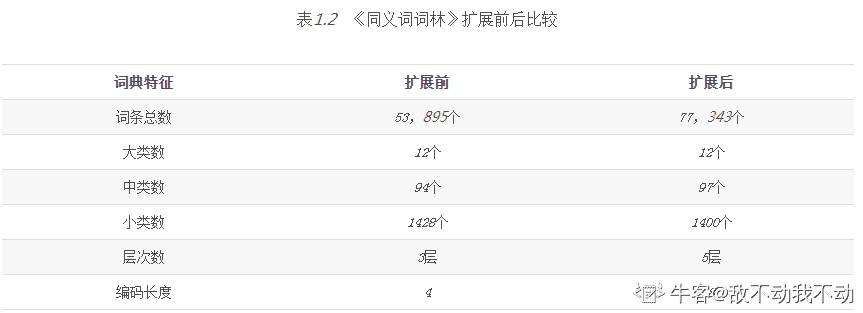 表1.2 《同义词词林》扩展前后比较
词典特征 扩展前 扩展后
词条总数 53，895个 77，343个
大类数 12个 12个
中类数 94个 97个
小类数 1428个 1400个
层次数 3层 5层
编码长度 4 8
牛客@敌不动我不动